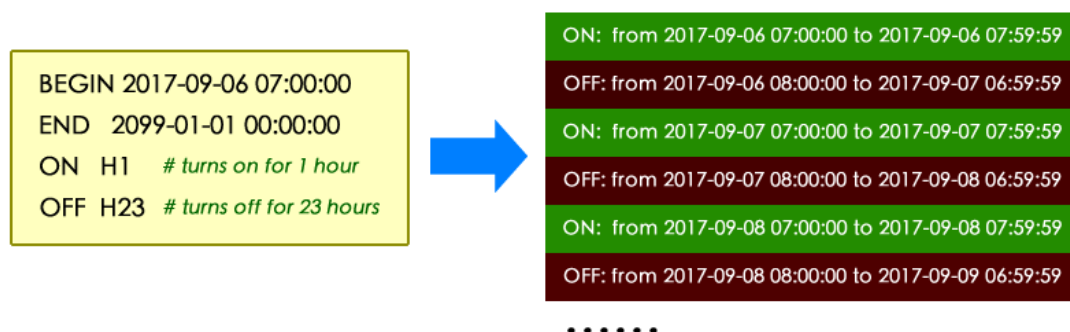 BEGIN 2017-09-06 07:00:00
END 2099-01-01 00:00:00
ON H1 # turns on for 1 hour
OFF H23 # turns off for 23 hours
ON: from 2017-09-06 07:00:00 to 2017-09-06 07:59:59
OFF: from 2017-09-06 08:00:00 to 2017-09-07 06:59:59
ON: from 2017-09-07 07:00:00 to 2017-09-07 07:59:59
OFF: from 2017-09-07 08:00:00 to 2017-09-08 06:59:59
ON: from 2017-09-08 07:00:00 to 2017-09-08 07:59:59
OFF: from 2017-09-08 08:00:00 to 2017-09-09 06:59:59
......